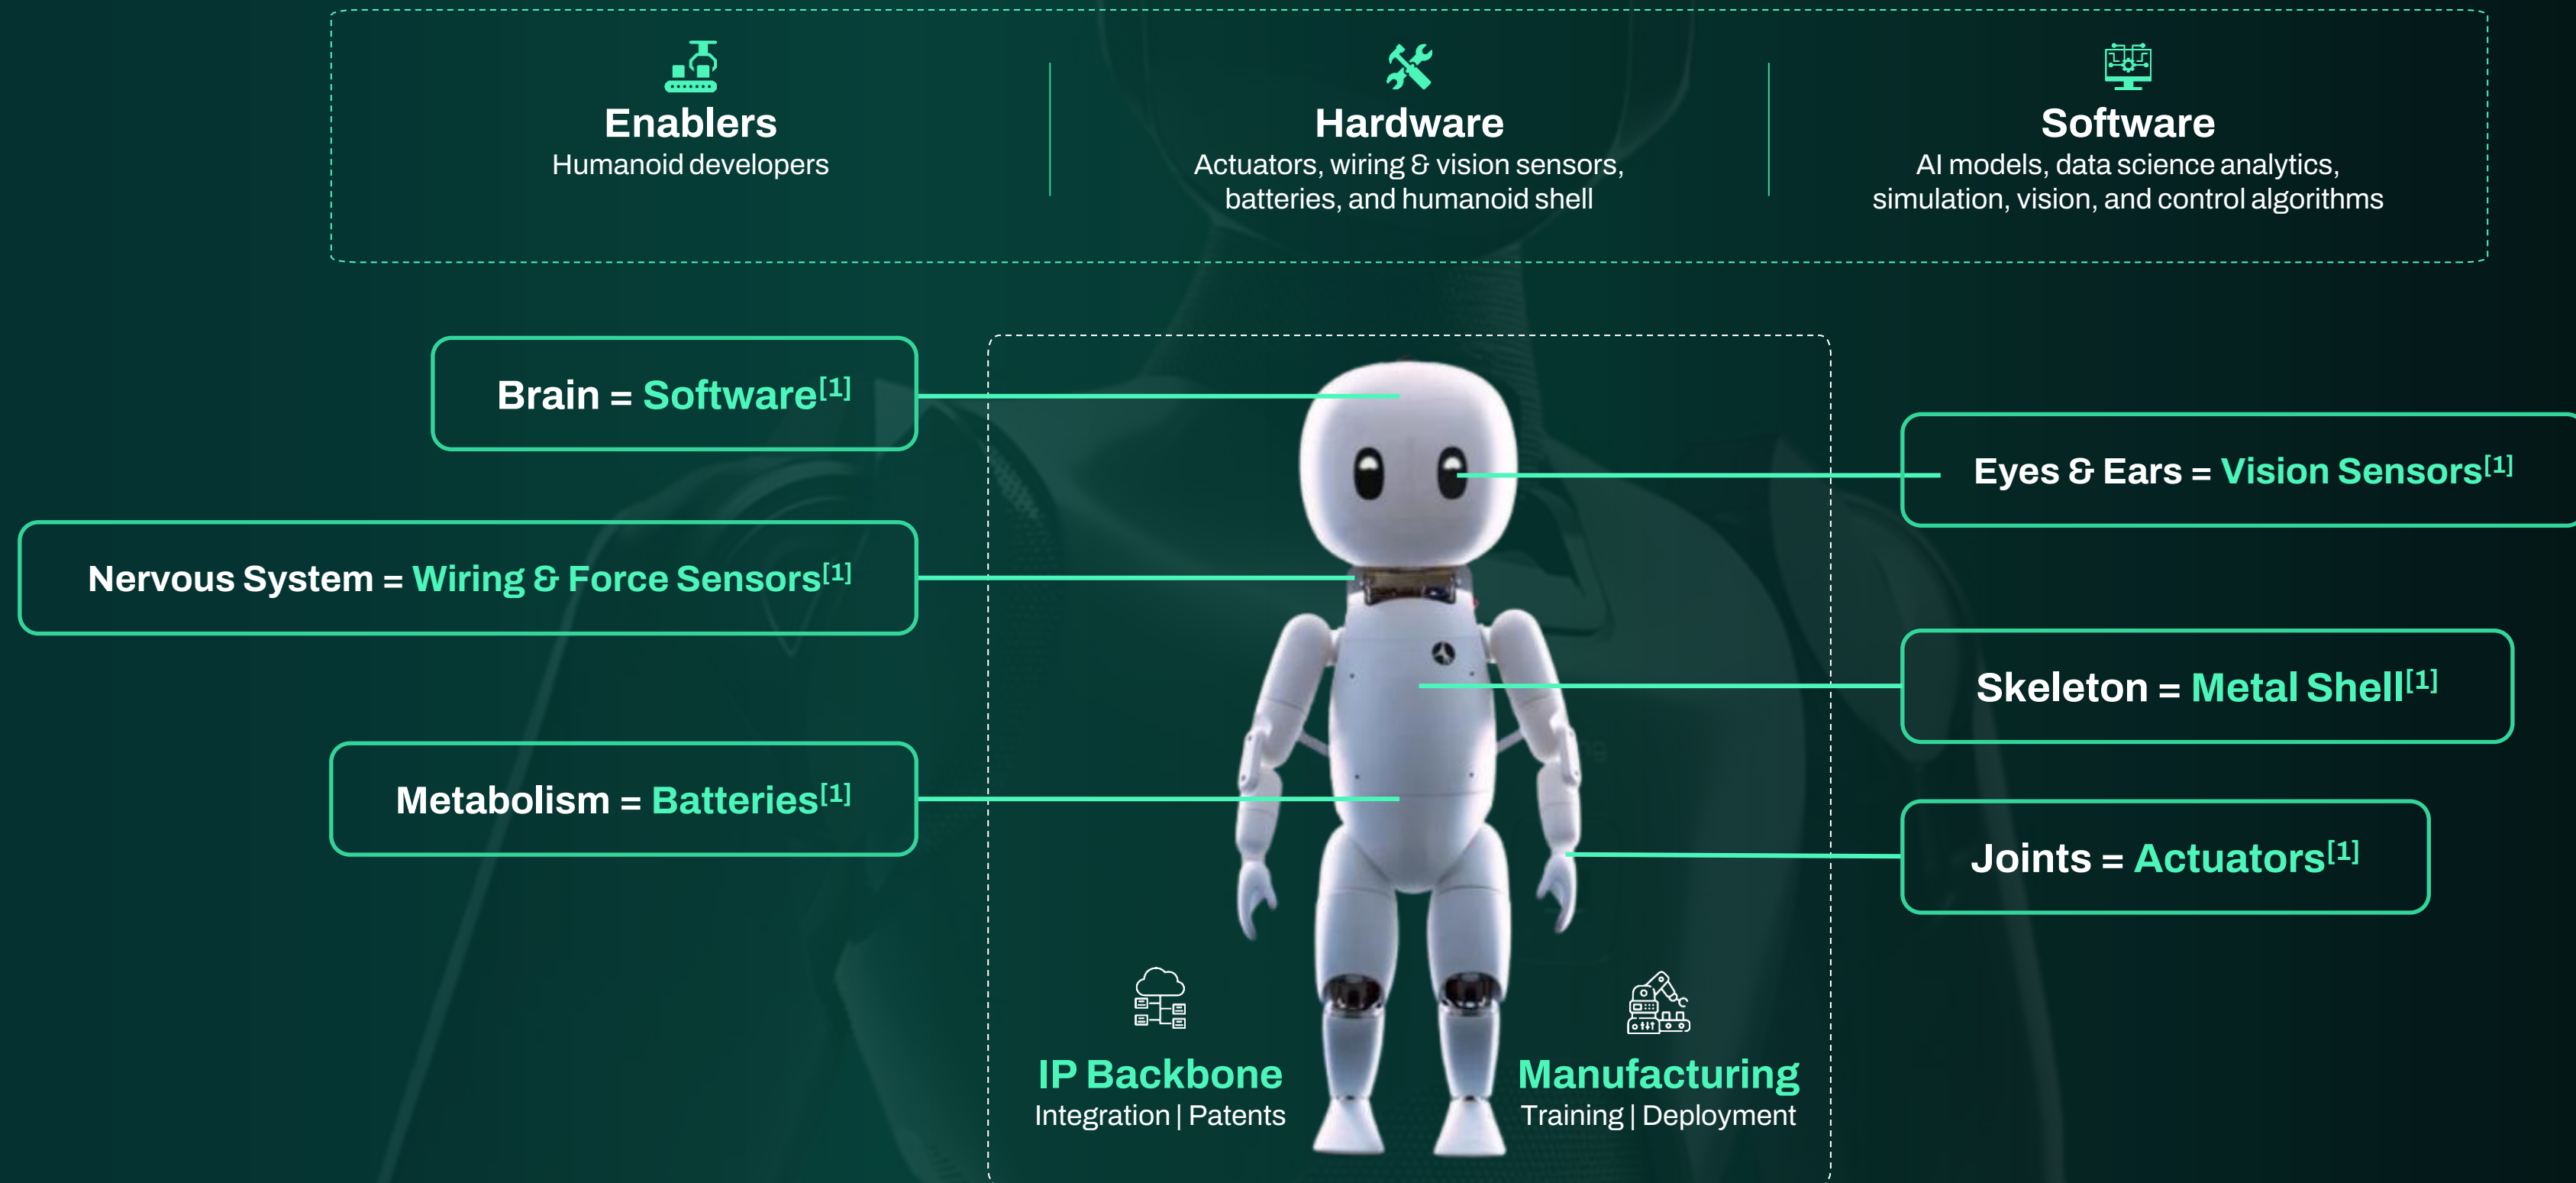 Enablers
Humanoid developers
Hardware
Actuators, wiring & vision sensors,
batteries, and humanoid shell
Software
AI models, data science analytics,
simulation, vision, and control algorithms
Brain = Software[1]
Eyes & Ears = Vision Sensors[1]
Nervous System = Wiring & Force Sensors[1]
Skeleton = Metal Shell[1]
Metabolism = Batteries[1]
Joints = Actuators[1]
IP Backbone
Integration | Patents
Manufacturing
Training | Deployment